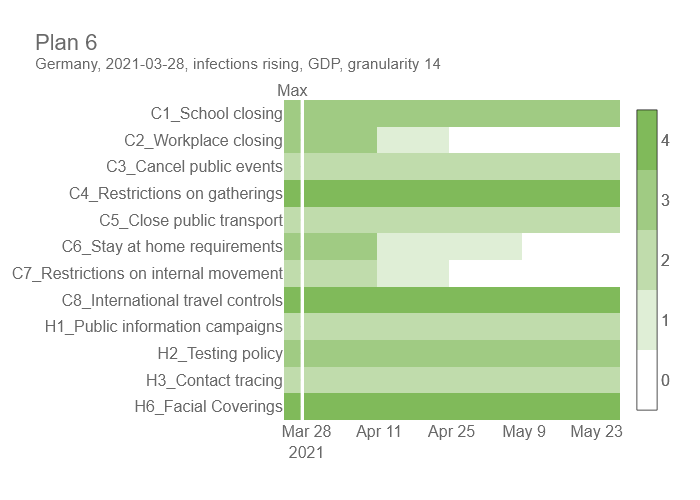 Plan 6
Germany, 2021-03-28, infections rising, GDP, granularity 14
Max
C1_School closing
C2_Workplace closing
C3_Cancel public events
C4_Restrictions on gatherings
C5_Close public transport
C6_Stay at home requirements
C7_Restrictions on internal movement
C8_International travel controls
H1_Public information campaigns
H2_Testing policy
H3_Contact tracing
H6_Facial Coverings
4
3
2
1
0
Mar 28 Apr 11 Apr 25 May 9 May 23
2021